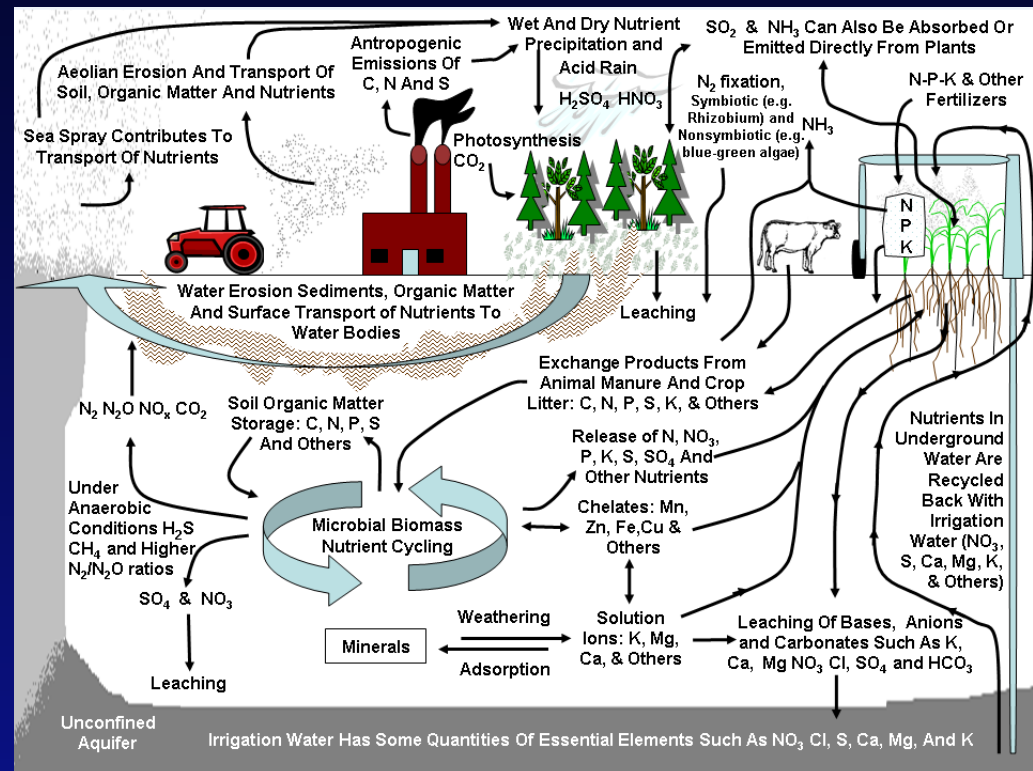 Wet And Dry Nutrient
Precipitation and
Acid Rain
H₂SO₄ HNO₃
SO₂ & NH₃ Can Also Be Absorbed Or
Emitted Directly From Plants
Antropogenic
Emissions Of
C, N And S
Aeolian Erosion And Transport Of
Soil, Organic Matter And Nutrients
Sea Spray Contributes To
Transport Of Nutrients
Photosynthesis
CO₂
N₂ fixation,
Symbiotic (e.g.
Rhizobium) and
Nonsymbiotic (e.g.
blue-green algae)
NH₃
N-P-K & Other
Fertilizers
N
P
K
Water Erosion Sediments, Organic Matter
And Surface Transport of Nutrients To
Water Bodies
Leaching
Exchange Products From
Animal Manure And Crop
Litter: C, N, P, S, K, & Others
N₂ N₂O NOₓ CO₂
Soil Organic Matter
Storage: C, N, P, S
And Others
Release of N, NO₃,
P, K, S, SO₄ And
Other Nutrients
Nutrients In
Underground
Water Are
Recycled
Back With
Irrigation
Water (NO₃,
S, Ca, Mg, K,
& Others)
Under
Anaerobic
Conditions H₂S
CH₄ and Higher
N₂/N₂O ratios
Microbial Biomass
Nutrient Cycling
Chelates: Mn,
Zn, Fe,Cu &
Others
SO₄ & NO₃
Leaching
Minerals
Weathering
Adsorption
Solution
Ions: K, Mg,
Ca, & Others
Leaching Of Bases, Anions
and Carbonates Such As K,
Ca, Mg NO₃ Cl, SO₄ and HCO₃
Unconfined
Aquifer
Irrigation Water Has Some Quantities Of Essential Elements Such As NO₃ Cl, S, Ca, Mg, And K